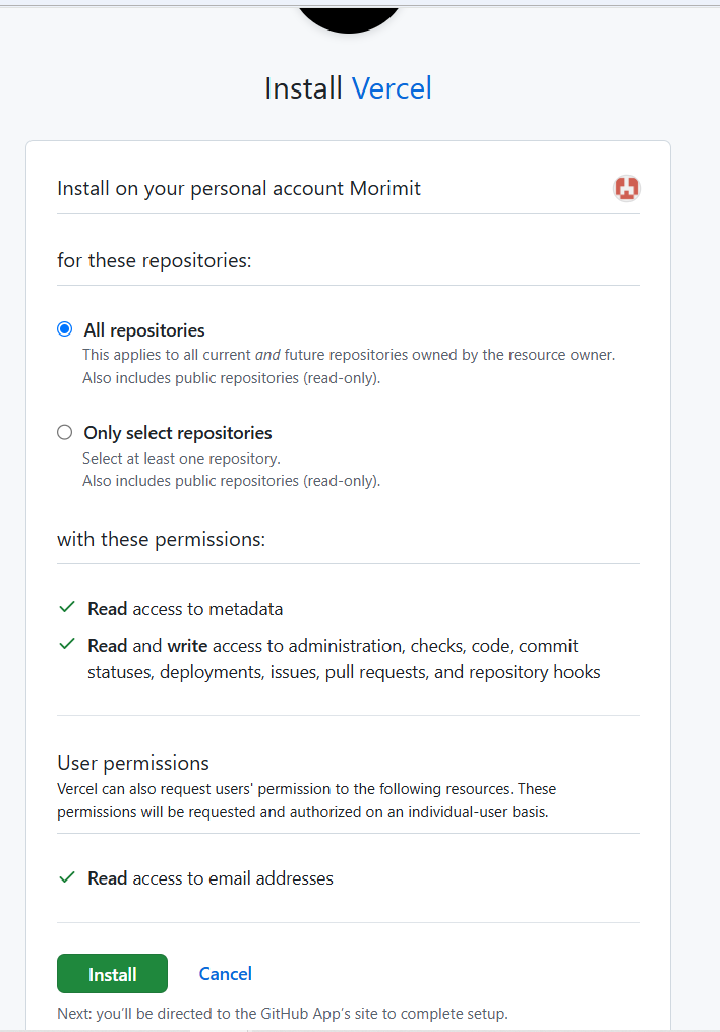 Install Vercel
Install on your personal account Morimit
for these repositories:
All repositories
This applies to all current and future repositories owned by the resource owner.
Also includes public repositories (read-only).
Only select repositories
Select at least one repository.
Also includes public repositories (read-only).
with these permissions:
Read access to metadata
Read and write access to administration, checks, code, commit
statuses, deployments, issues, pull requests, and repository hooks
User permissions
Vercel can also request users' permission to the following resources. These
permissions will be requested and authorized on an individual-user basis.
Read access to email addresses
Install Cancel
Next: you'll be directed to the GitHub App's site to complete setup.